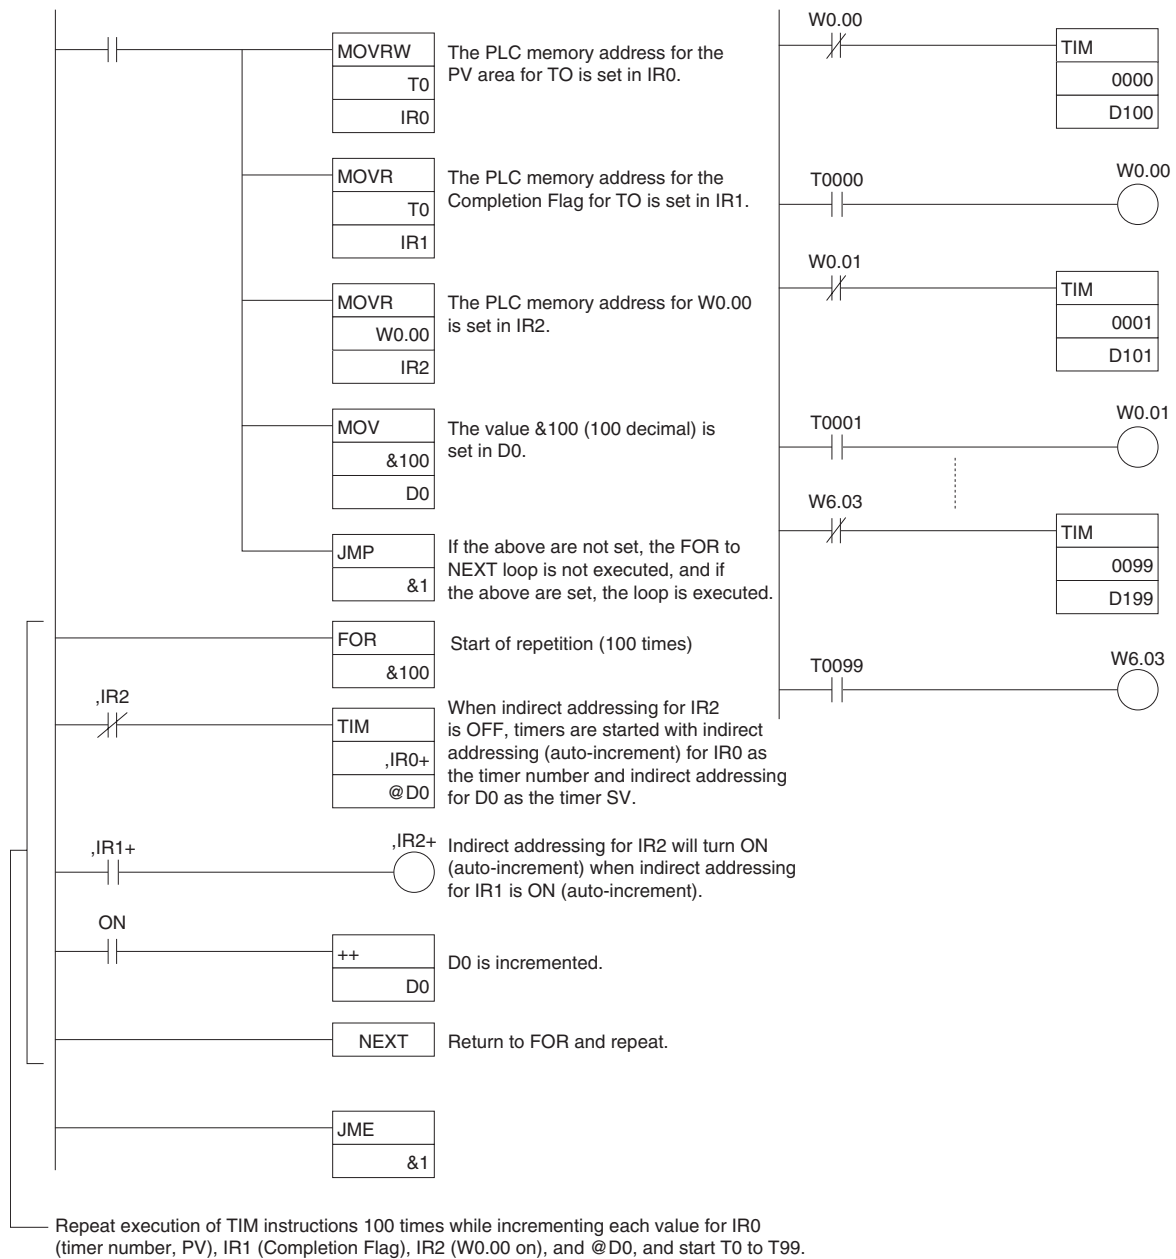 MOVRW
T0
IR0
The PLC memory address for the
PV area for TO is set in IR0.
MOVR
T0
IR1
The PLC memory address for the
Completion Flag for TO is set in IR1.
MOVR
W0.00
IR2
The PLC memory address for W0.00
is set in IR2.
MOV
&100
D0
The value &100 (100 decimal) is
set in D0.
JMP
&1
If the above are not set, the FOR to
NEXT loop is not executed, and if
the above are set, the loop is executed.
FOR
&100
Start of repetition (100 times)
,IR2
TIM
,IR0+
@D0
When indirect addressing for IR2
is OFF, timers are started with indirect
addressing (auto-increment) for IR0 as
the timer number and indirect addressing
for D0 as the timer SV.
,IR1+
,IR2+
Indirect addressing for IR2 will turn ON
(auto-increment) when indirect addressing
for IR1 is ON (auto-increment).
ON
++
D0
D0 is incremented.
NEXT
Return to FOR and repeat.
JME
&1
Repeat execution of TIM instructions 100 times while incrementing each value for IR0
(timer number, PV), IR1 (Completion Flag), IR2 (W0.00 on), and @D0, and start T0 to T99.
W0.00
TIM
0000
D100
T0000
W0.00
W0.01
TIM
0001
D101
T0001
W0.01
W6.03
TIM
0099
D199
T0099
W6.03